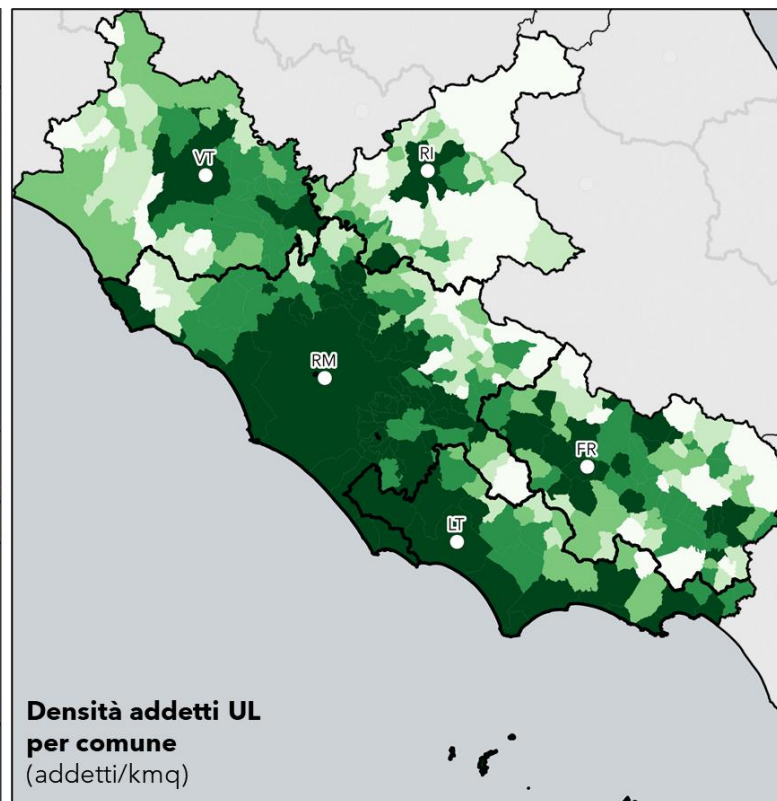 VT
RI
RM
FR
LT
Densità addetti UL
per comune
(addetti/kmq)